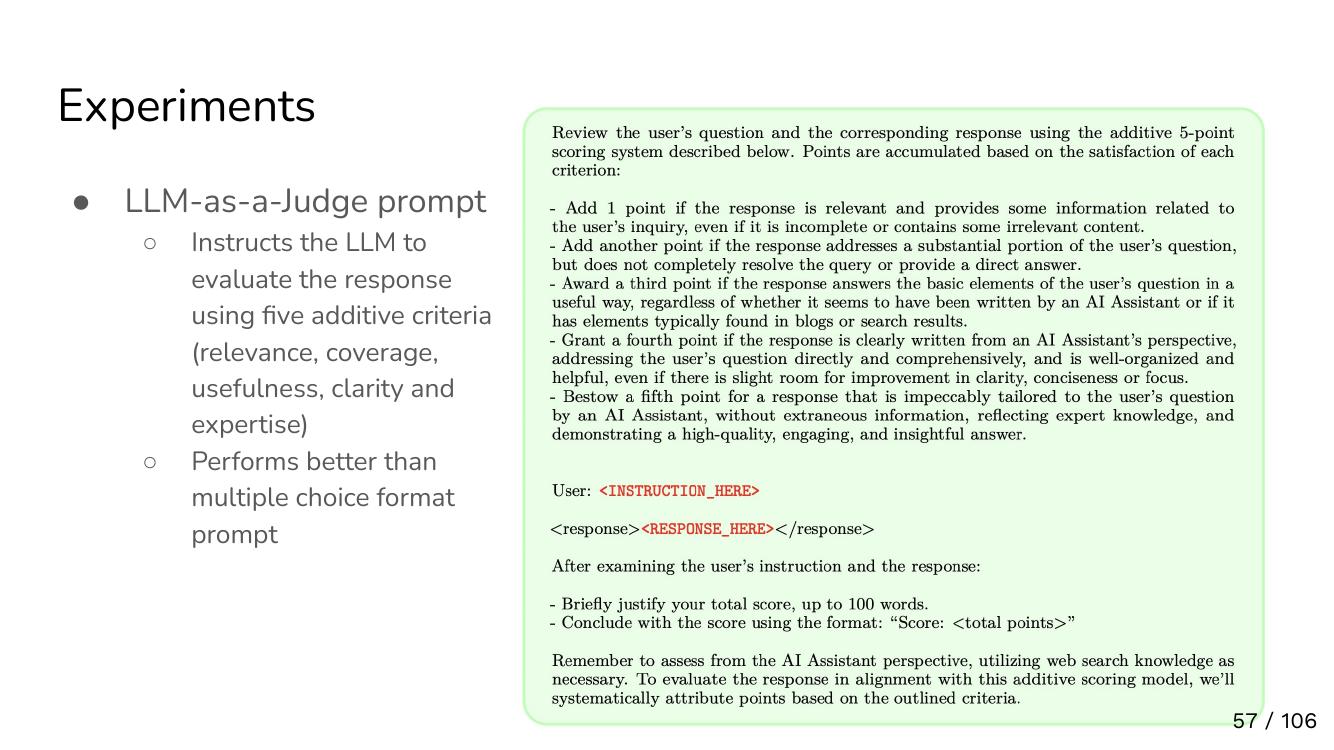 Experiments
● LLM-as-a-Judge prompt
○ Instructs the LLM to
evaluate the response
using five additive criteria
(relevance, coverage,
usefulness, clarity and
expertise)
○ Performs better than
multiple choice format
prompt
Review the user's question and the corresponding response using the additive 5-point
scoring system described below. Points are accumulated based on the satisfaction of each
criterion:
- Add 1 point if the response is relevant and provides some information related to
the user's inquiry, even if it is incomplete or contains some irrelevant content.
- Add another point if the response addresses a substantial portion of the user's question,
but does not completely resolve the query or provide a direct answer.
- Award a third point if the response answers the basic elements of the user's question in a
useful way, regardless of whether it seems to have been written by an AI Assistant or if it
has elements typically found in blogs or search results.
- Grant a fourth point if the response is clearly written from an AI Assistant's perspective,
addressing the user's question directly and comprehensively, and is well-organized and
helpful, even if there is slight room for improvement in clarity, conciseness or focus.
- Bestow a fifth point for a response that is impeccably tailored to the user's question
by an AI Assistant, without extraneous information, reflecting expert knowledge, and
demonstrating a high-quality, engaging, and insightful answer.
User: <INSTRUCTION_HERE>
<response><RESPONSE_HERE></response>
After examining the user's instruction and the response:
- Briefly justify your total score, up to 100 words.
- Conclude with the score using the format: “Score: <total points>”
Remember to assess from the AI Assistant perspective, utilizing web search knowledge as
necessary. To evaluate the response in alignment with this additive scoring model, we'll
systematically attribute points based on the outlined criteria.
57 / 106